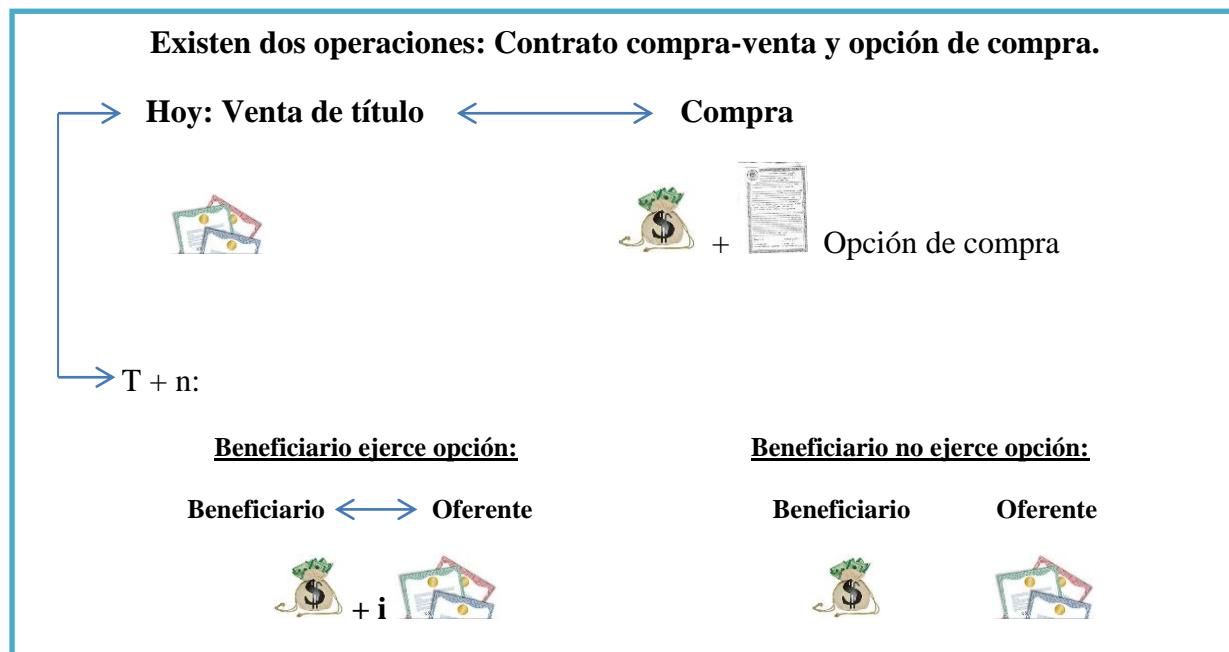 Existen dos operaciones: Contrato compra-venta y opción de compra.
Hoy: Venta de título Compra
$ + Opción de compra
T + n:
Beneficiario ejerce opción: Beneficiario no ejerce opción:
Beneficiario Oferente Beneficiario Oferente
$ + i $